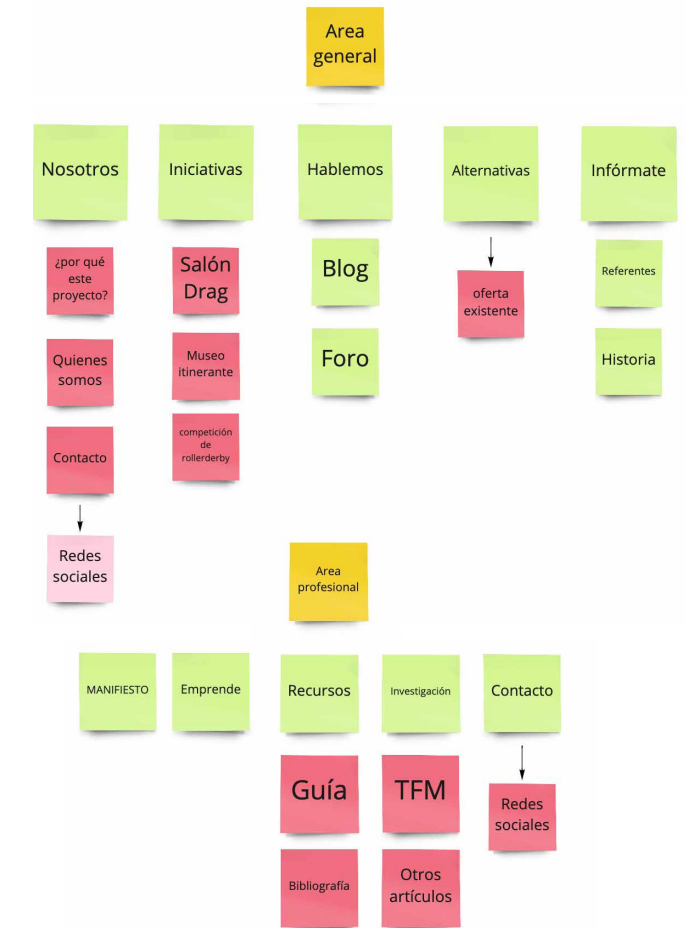 Area
general
Nosotros
Iniciativas
Hablemos
Alternativas
Infórmate
¿por qué
este
proyecto?
Quienes
somos
Contacto
Redes
sociales
Salón
Drag
Museo
itinerante
competición
de
rollerderby
Blog
Foro
oferta
existente
Referentes
Historia
Area
profesional
MANIFIESTO
Emprende
Recursos
Investigación
Contacto
Guía
Bibliografía
TFM
Otros
artículos
Redes
sociales